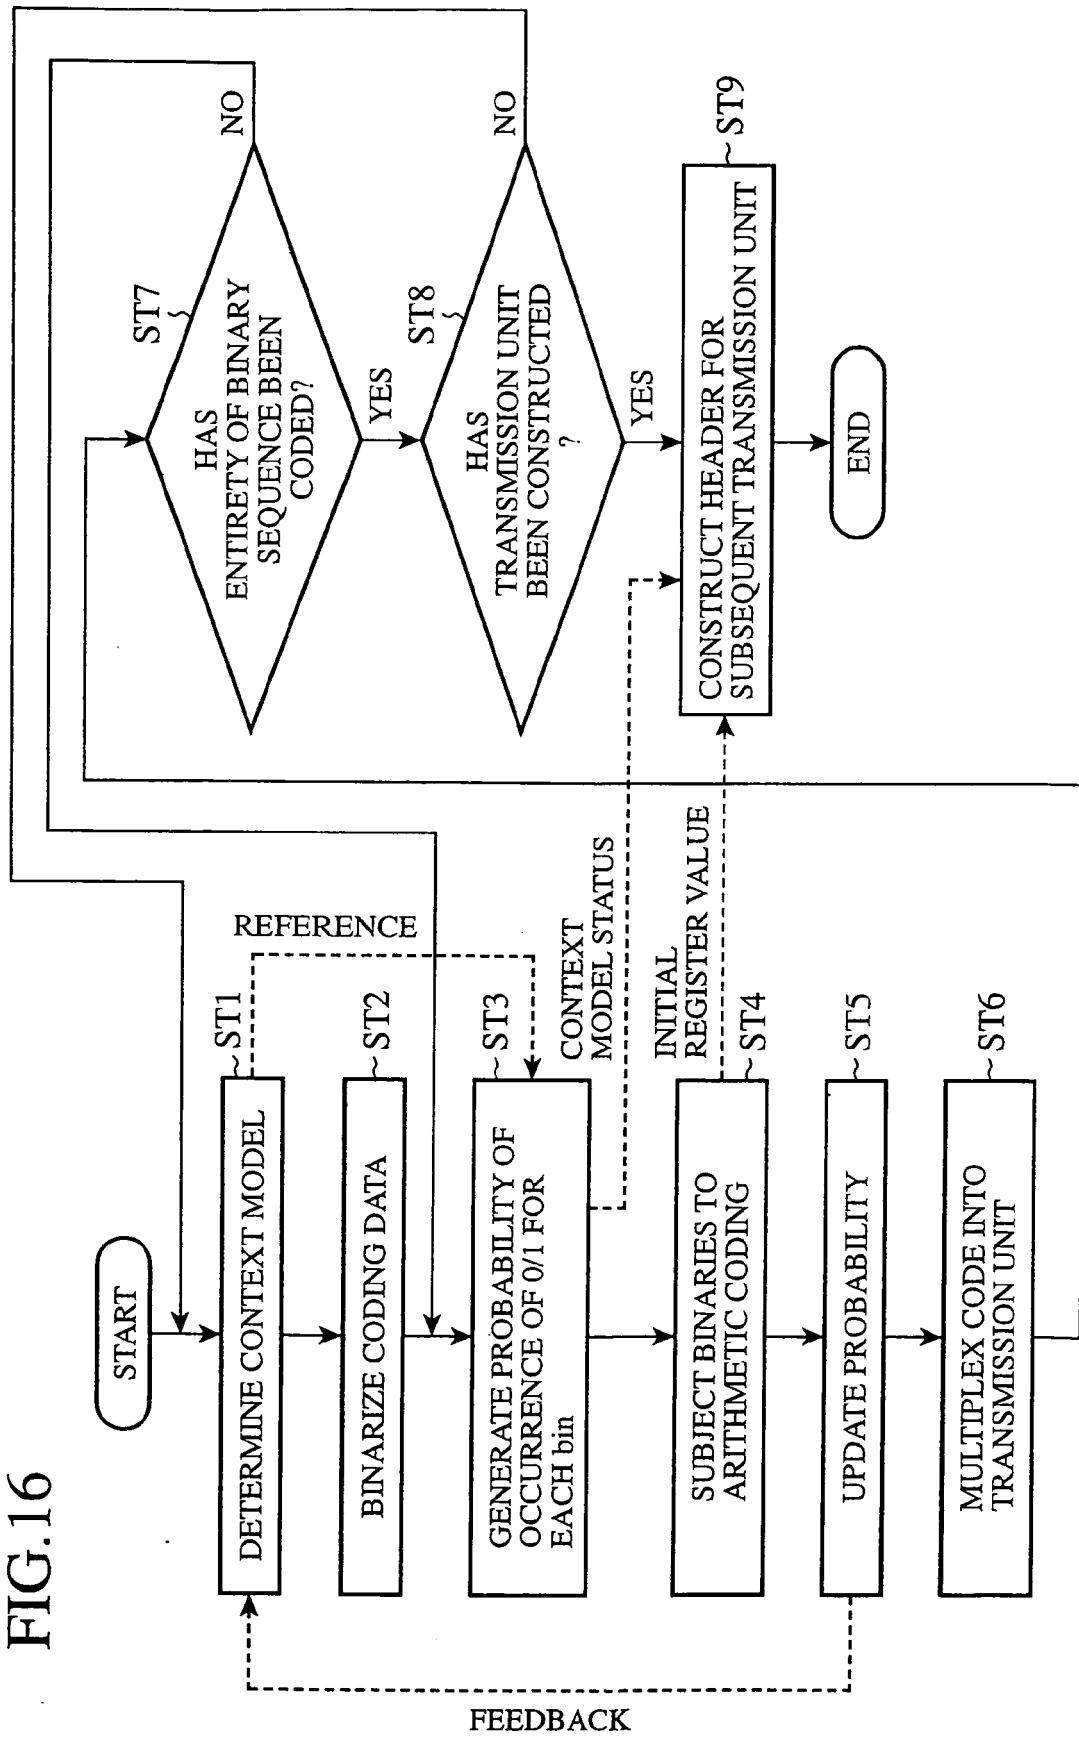 FIG.16
START
DETERMINE CONTEXT MODEL
ST1
REFERENCE
BINARIZE CODING DATA
ST2
GENERATE PROBABILITY OF
OCCURRENCE OF 0/1 FOR
EACH bin
ST3
CONTEXT
MODEL STATUS
SUBJECT BINARIES TO
ARITHMETIC CODING
ST4
INITIAL
REGISTER VALUE
UPDATE PROBABILITY
ST5
FEEDBACK
MULTIPLEX CODE INTO
TRANSMISSION UNIT
ST6
HAS
ENTIRETY OF BINARY
SEQUENCE BEEN
CODED?
ST7
NO
YES
HAS
TRANSMISSION UNIT
BEEN CONSTRUCTED
?
ST8
NO
YES
CONSTRUCT HEADER FOR
SUBSEQUENT TRANSMISSION UNIT
ST9
END